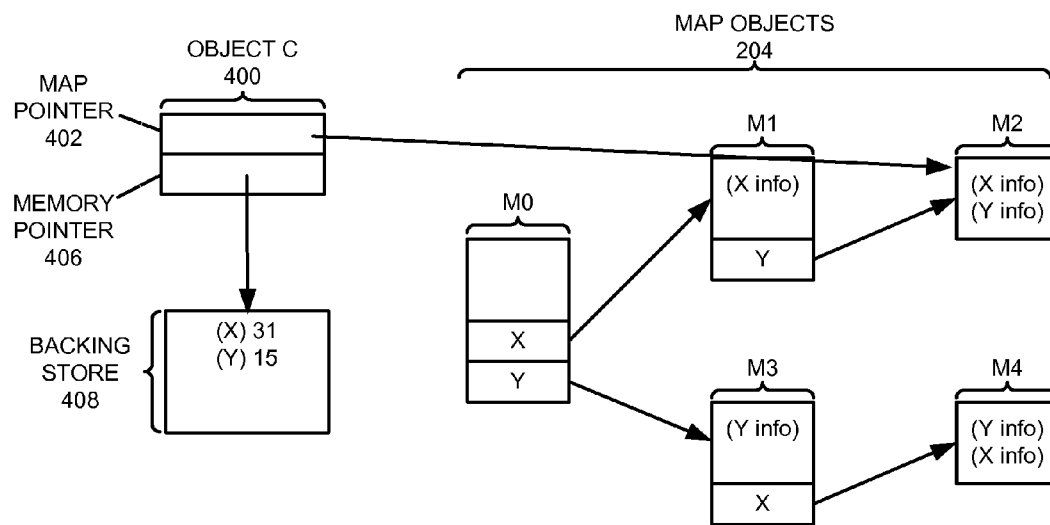 MAP OBJECTS
204
OBJECT C
400
MAP
POINTER
402
MEMORY
POINTER
406
M0
X
Y
M1
(X info)
Y
M2
(X info)
(Y info)
BACKING
STORE
408
(X) 31
(Y) 15
M3
(Y info)
X
M4
(Y info)
(X info)